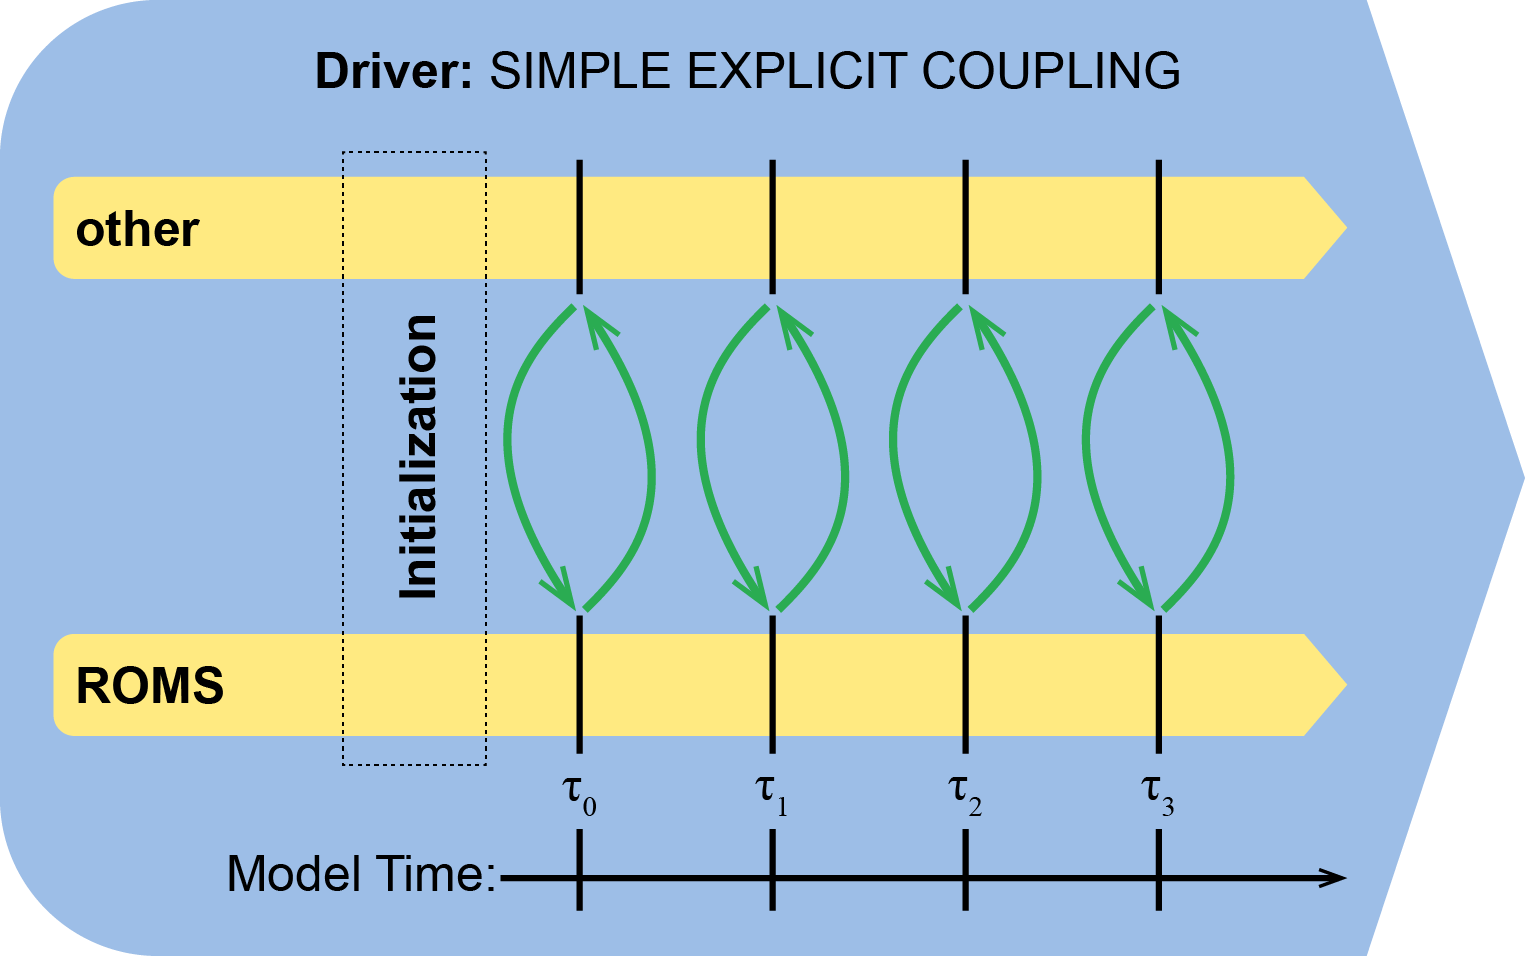 Driver: SIMPLE EXPLICIT COUPLING
other
Initialization
ROMS
τ0 τ1 τ2 τ3
Model Time: